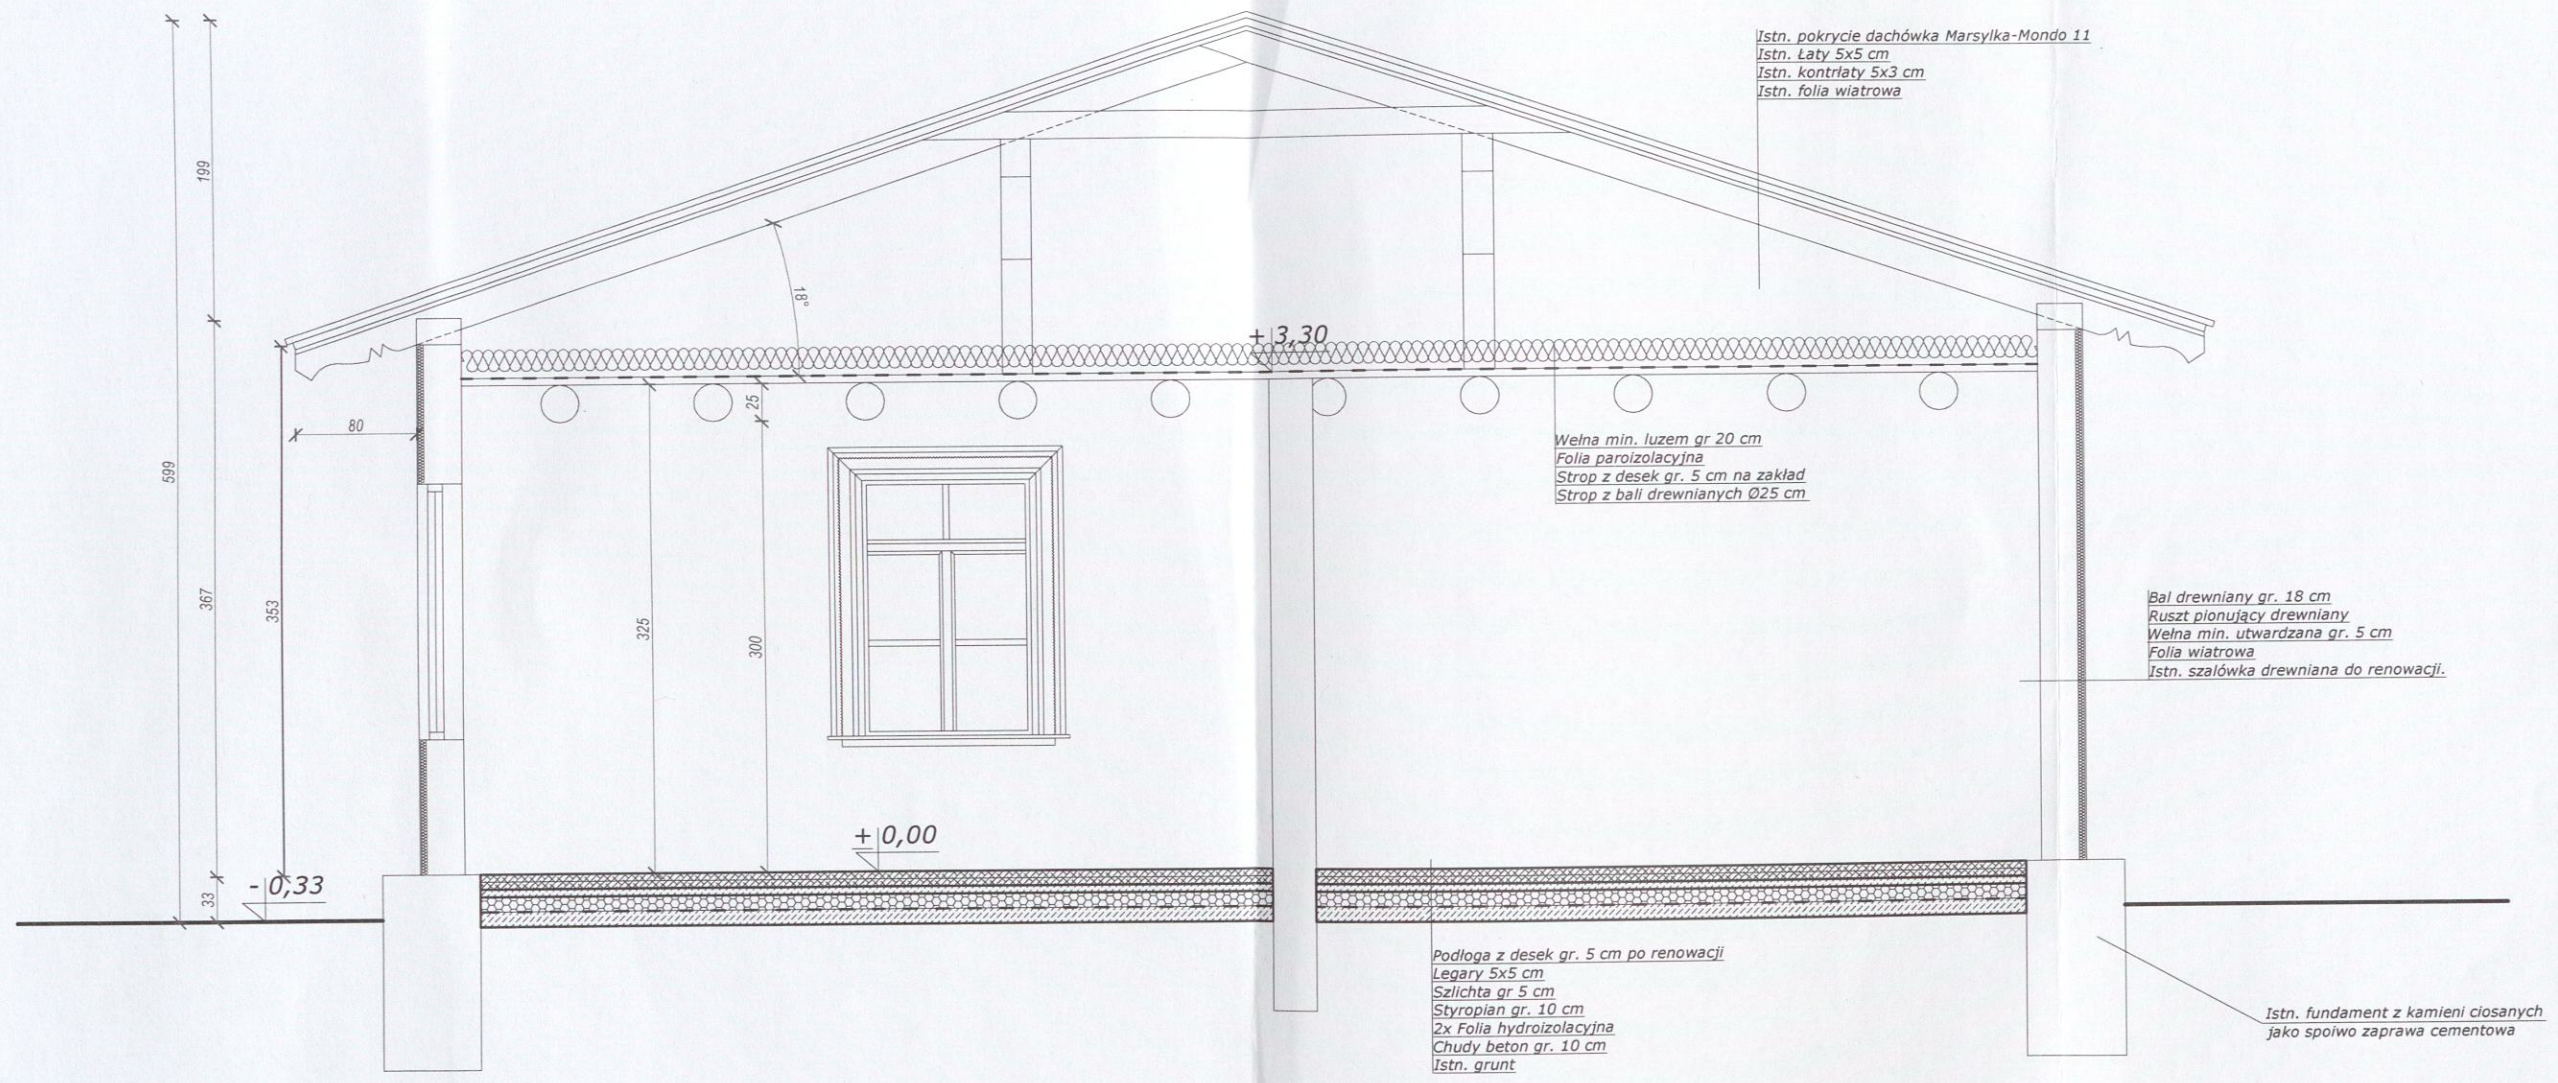 Istn. pokrycie dachówka Marsylka-Mondo 11
Istn. Łaty 5x5 cm
Istn. kontrłaty 5x3 cm
Istn. folia wiatrowa
199
18°
+ 3,30
25
80
Wełna min. luzem gr 20 cm
Folia paroizolacyjna
Strop z desek gr. 5 cm na zakład
Strop z bali drewnianych Ø25 cm
599
367
353
325
300
Bal drewniany gr. 18 cm
Ruszt pionujący drewniany
Wełna min. utwardzana gr. 5 cm
Folia wiatrowa
Istn. szalówka drewniana do renowacji.
± 0,00
- 0,33
33
Podłoga z desek gr. 5 cm po renowacji
Legary 5x5 cm
Szlichta gr 5 cm
Styropian gr. 10 cm
2x Folia hydroizolacyjna
Chudy beton gr. 10 cm
Istn. grunt
Istn. fundament z kamieni ciosanych
jako spoiwo zaprawa cementowa